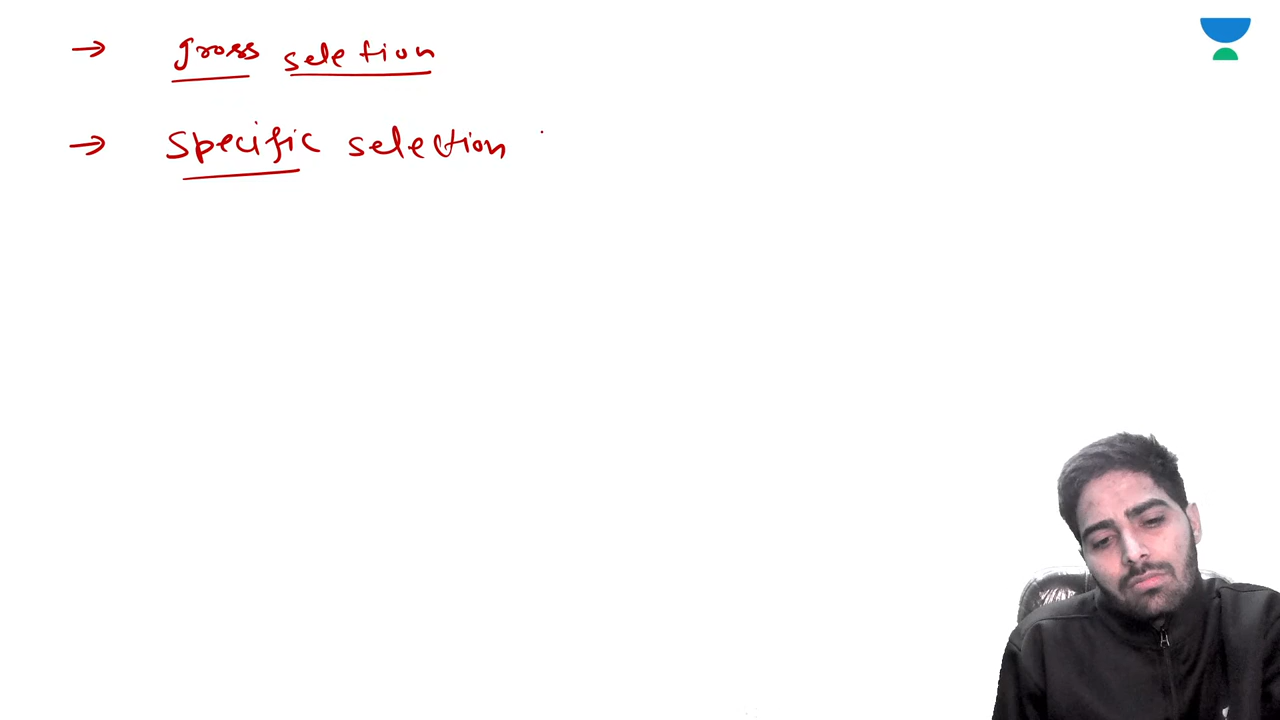 → gross seletion
→ specific selection